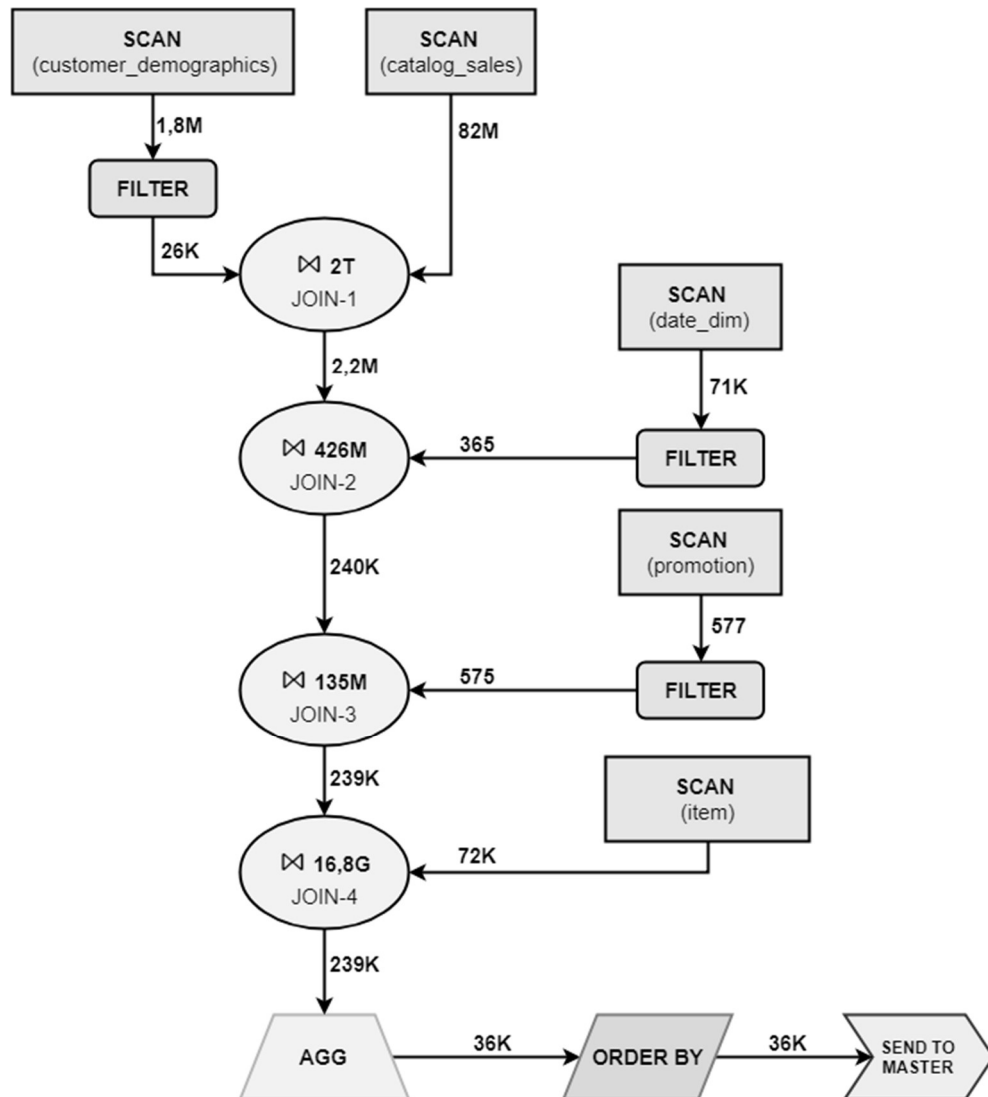 SCAN
(customer_demographics)
SCAN
(catalog_sales)
1,8M
82M
FILTER
26K
⋈ 2T
JOIN-1
SCAN
(date_dim)
2,2M
71K
⋈ 426M
JOIN-2
365
FILTER
SCAN
(promotion)
240K
577
⋈ 135M
JOIN-3
575
FILTER
239K
SCAN
(item)
⋈ 16,8G
JOIN-4
72K
239K
AGG
36K
ORDER BY
36K
SEND TO
MASTER